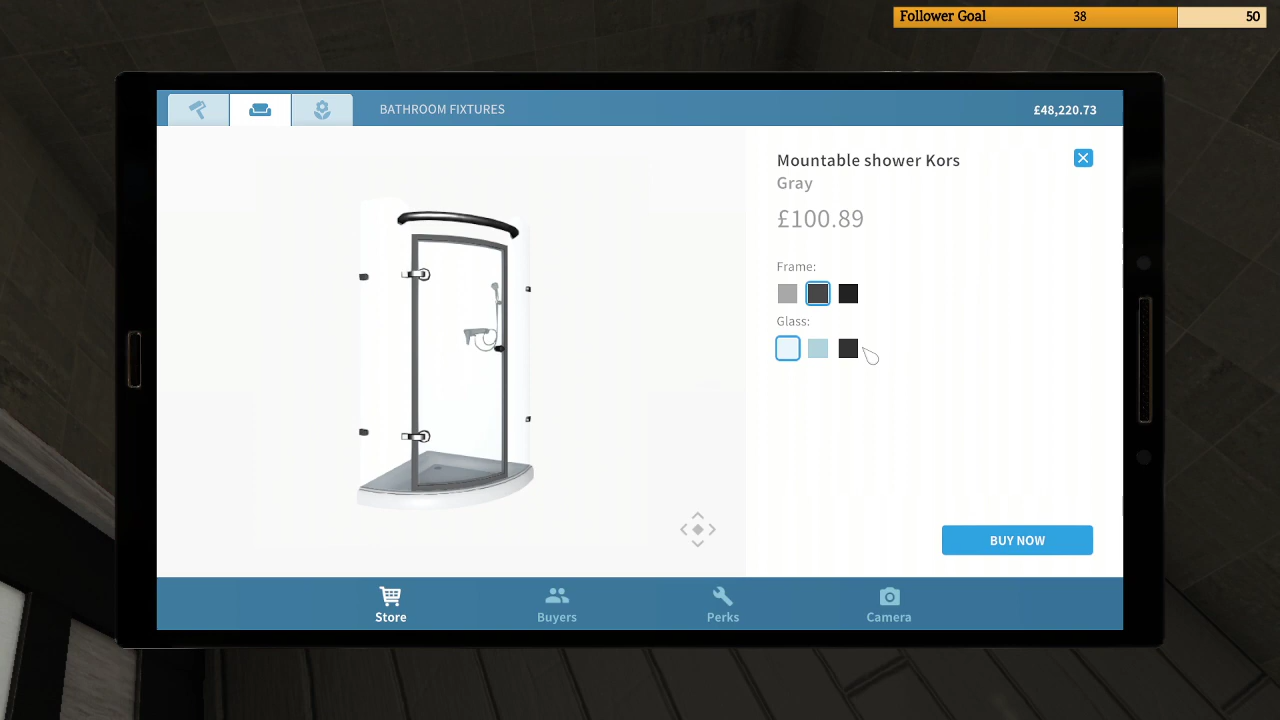 Follower Goal 38 50
BATHROOM FIXTURES £48,220.73
Mountable shower Kors
Gray
£100.89
Frame:
Glass:
BUY NOW
Store Buyers Perks Camera